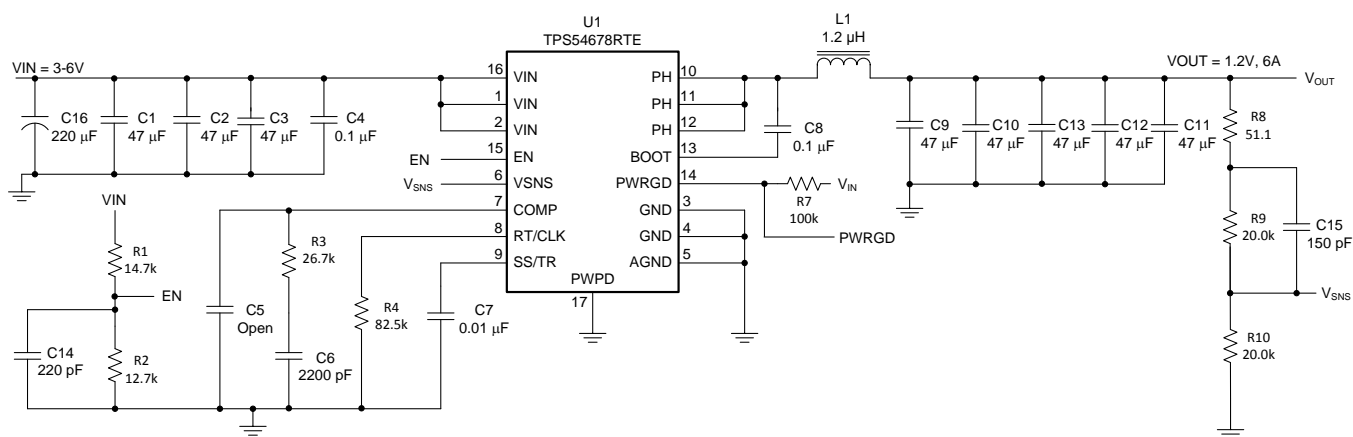 U1
TPS54678RTE
L1
1.2 μH
VIN = 3-6V
VOUT = 1.2V, 6A
VOUT
C16
220 μF
C1
47 μF
C2
47 μF
C3
47 μF
C4
0.1 μF
16
VIN
1
VIN
2
VIN
EN
15
EN
VSNS
6
VSNS
7
COMP
8
RT/CLK
9
SS/TR
PWPD
17
PH
10
PH
11
PH
12
BOOT
13
PWRGD
14
GND
3
GND
4
AGND
5
C8
0.1 μF
R7
100k
VIN
PWRGD
C9
47 μF
C10
47 μF
C13
47 μF
C12
47 μF
C11
47 μF
R8
51.1
R9
20.0k
C15
150 pF
VSNS
R10
20.0k
VIN
R1
14.7k
EN
C14
220 pF
R2
12.7k
C5
Open
R3
26.7k
C6
2200 pF
R4
82.5k
C7
0.01 μF